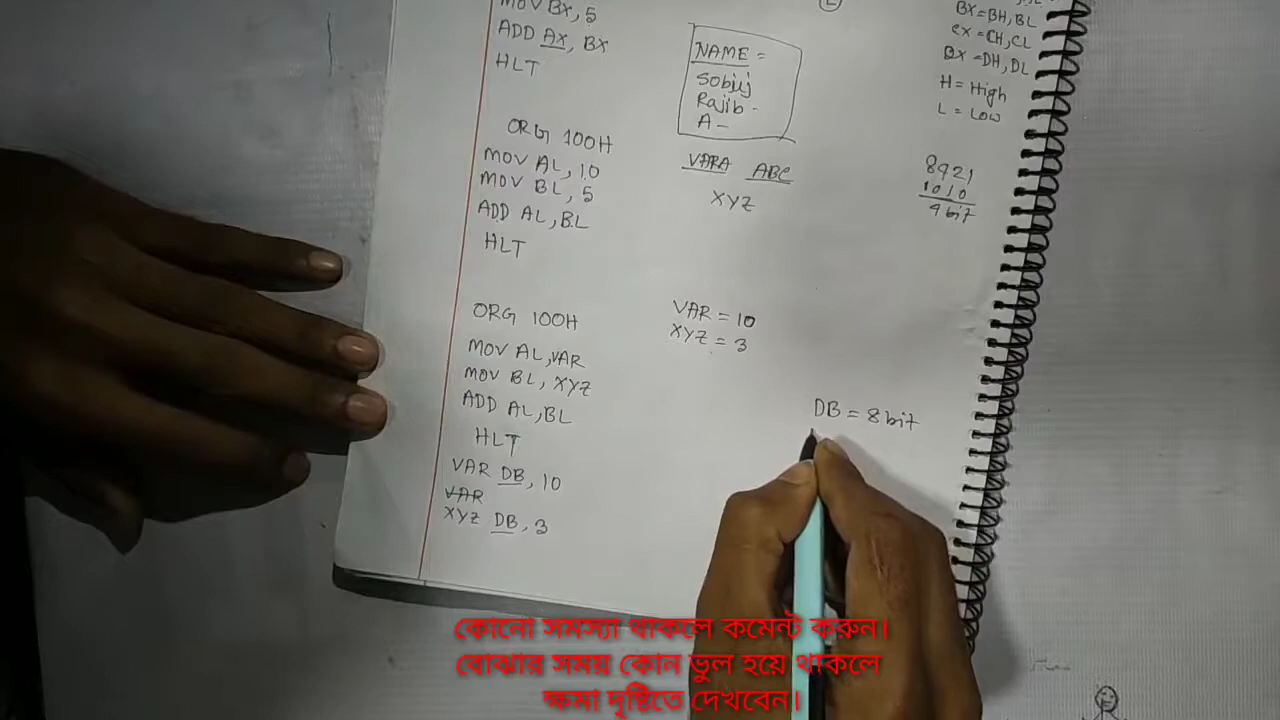 MOV BX, 5
ADD AX, BX
HLT
ORG 100H
MOV AL, 10
MOV BL, 5
ADD AL, BL
HLT
ORG 100H
MOV AL, VAR
MOV BL, XYZ
ADD AL, BL
HLT
VAR DB, 10
VAR
XYZ DB, 3
NAME =
Sobuj
Rajib -
A -
VARA ABC
XYZ
VAR = 10
XYZ = 3
BX = BH, BL
CX = CH, CL
DX = DH, DL
H = High
L = Low
8421
1010
4 bit
DB = 8 bit
কোনো সমস্যা থাকলে কমেন্ট করুন।
বোঝার সময় কোন ভুল হয়ে থাকলে
ক্ষমা দৃষ্টিতে দেখবেন।